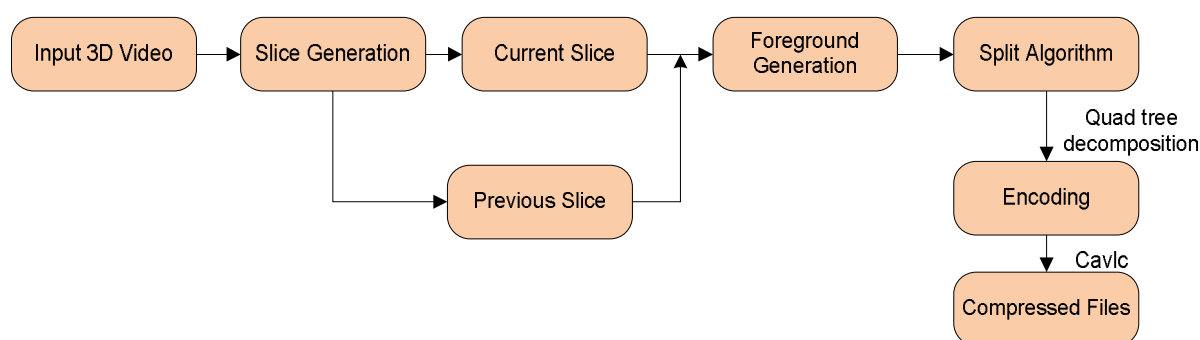 Input 3D Video
Slice Generation
Current Slice
Foreground
Generation
Split Algorithm
Quad tree
decomposition
Previous Slice
Encoding
Cavlc
Compressed Files